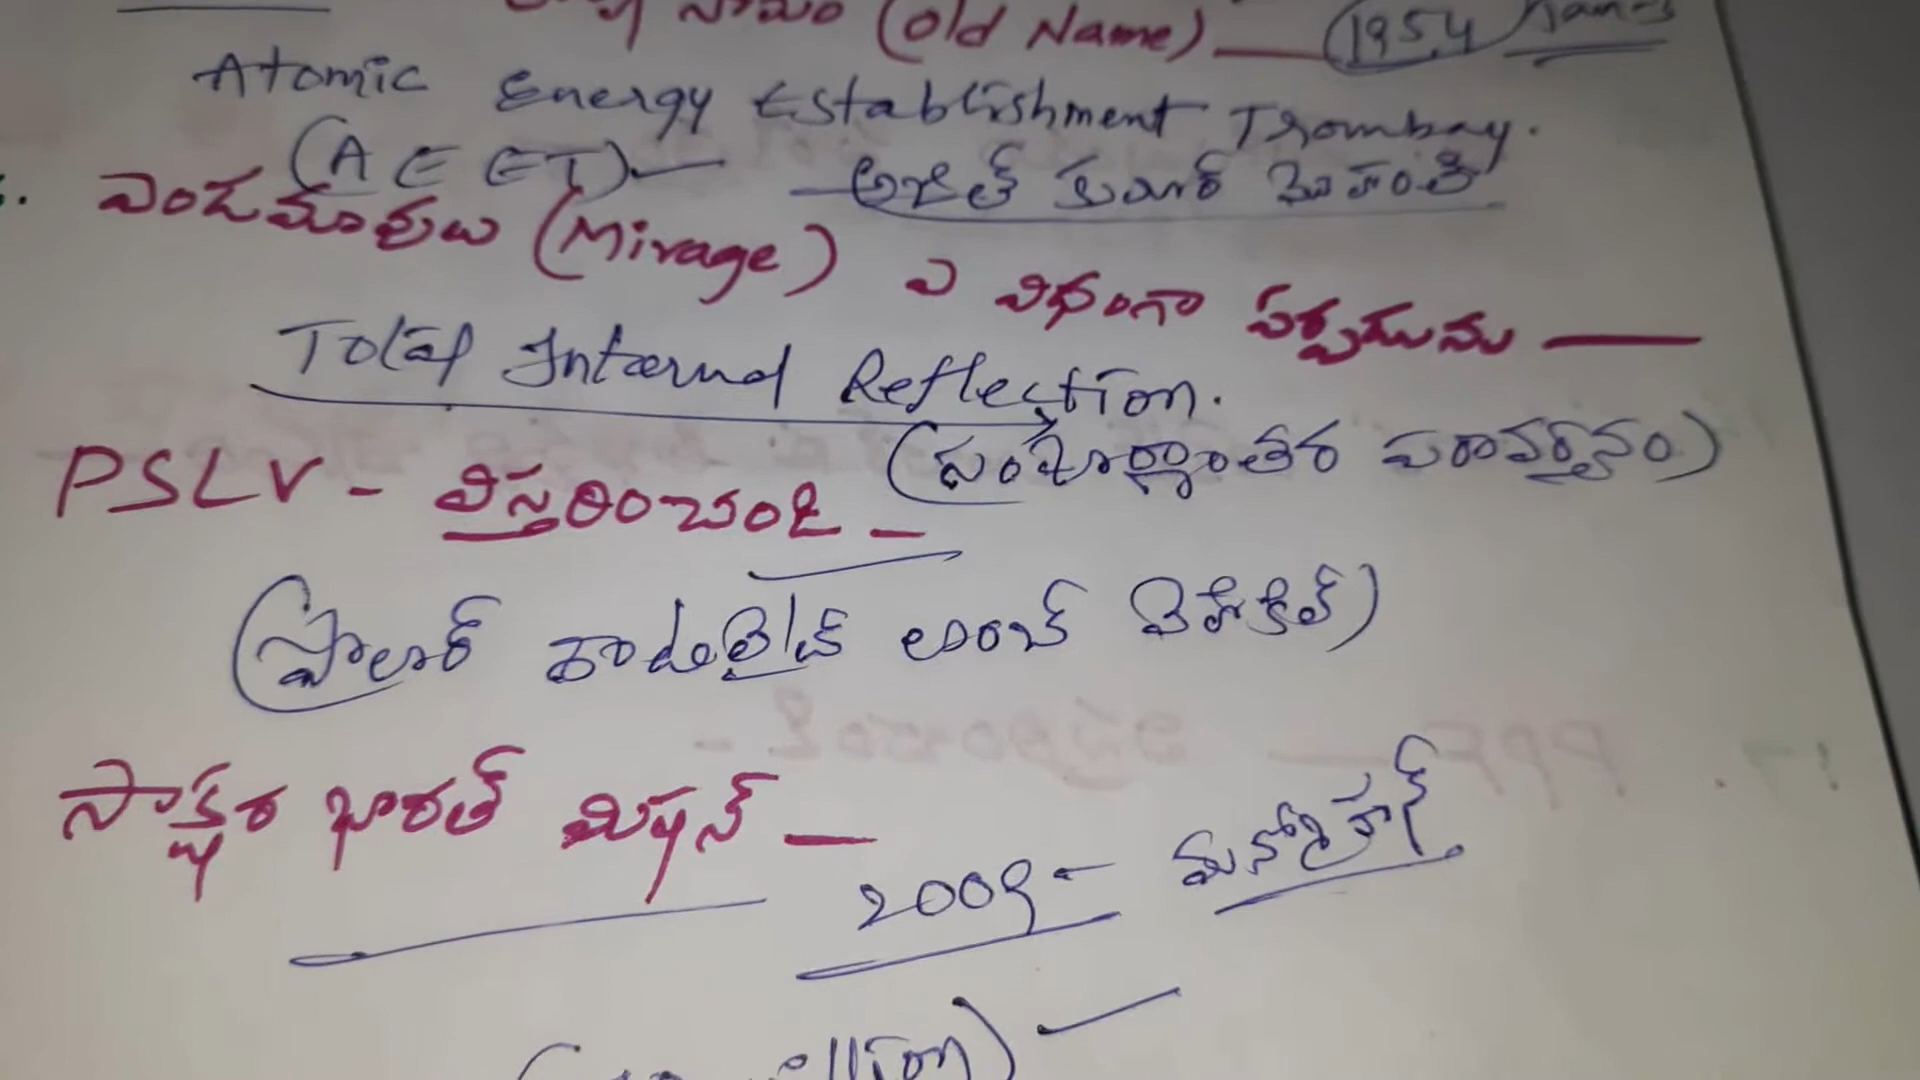 నామం (Old Name) — 1954
Atomic Energy Establishment Trombay.
(AEET) — అజిత్ కుమార్ మొహంతి
ఎండమావులు (Mirage) ఏ విధంగా ఏర్పడును —
Total Internal Reflection.
(సంపూర్ణాంతర పరావర్తనం)
PSLV - విస్తరించండి -
(పోలార్ శాటిలైట్ లాంచ్ వెహికిల్)
సాక్షర భారత్ మిషన్ —
2009 - మన్మోహన్